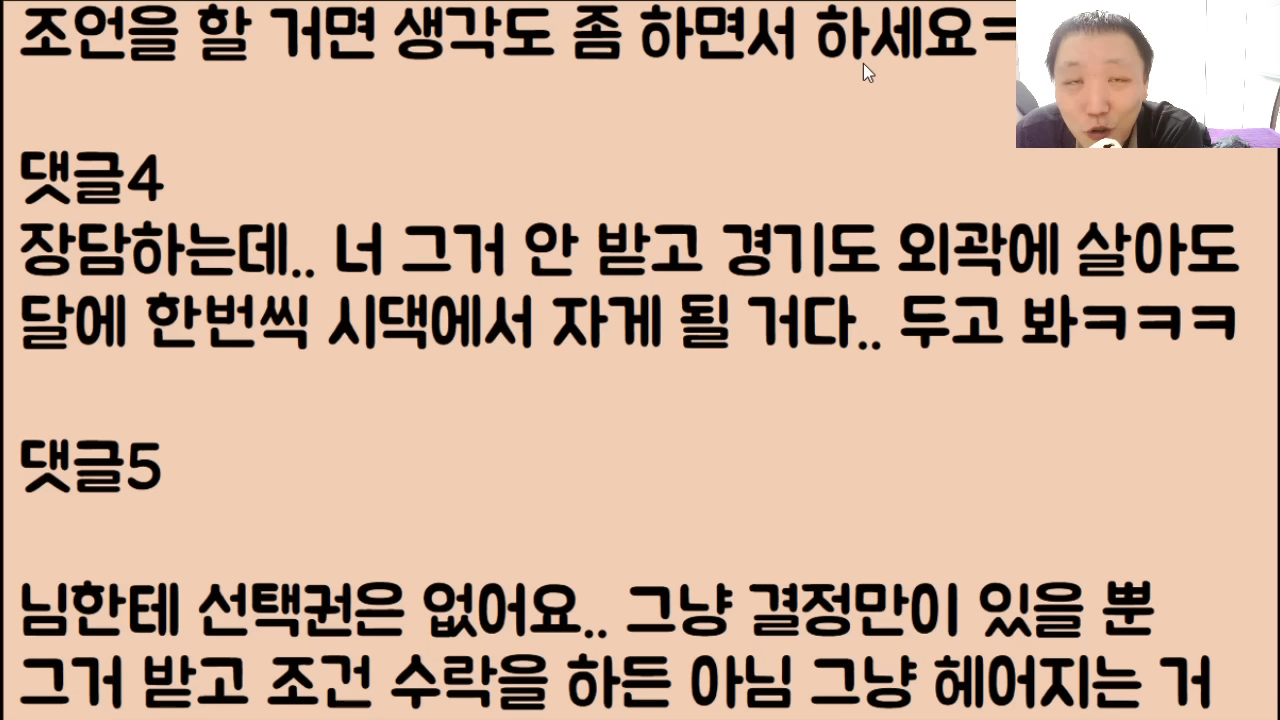 조언을 할 거면 생각도 좀 하면서 하세요ㅋ
댓글4
장담하는데.. 너 그거 안 받고 경기도 외곽에 살아도
달에 한번씩 시댁에서 자게 될 거다.. 두고 봐ㅋㅋㅋ
댓글5
님한테 선택권은 없어요.. 그냥 결정만이 있을 뿐
그거 받고 조건 수락을 하든 아님 그냥 헤어지는 거